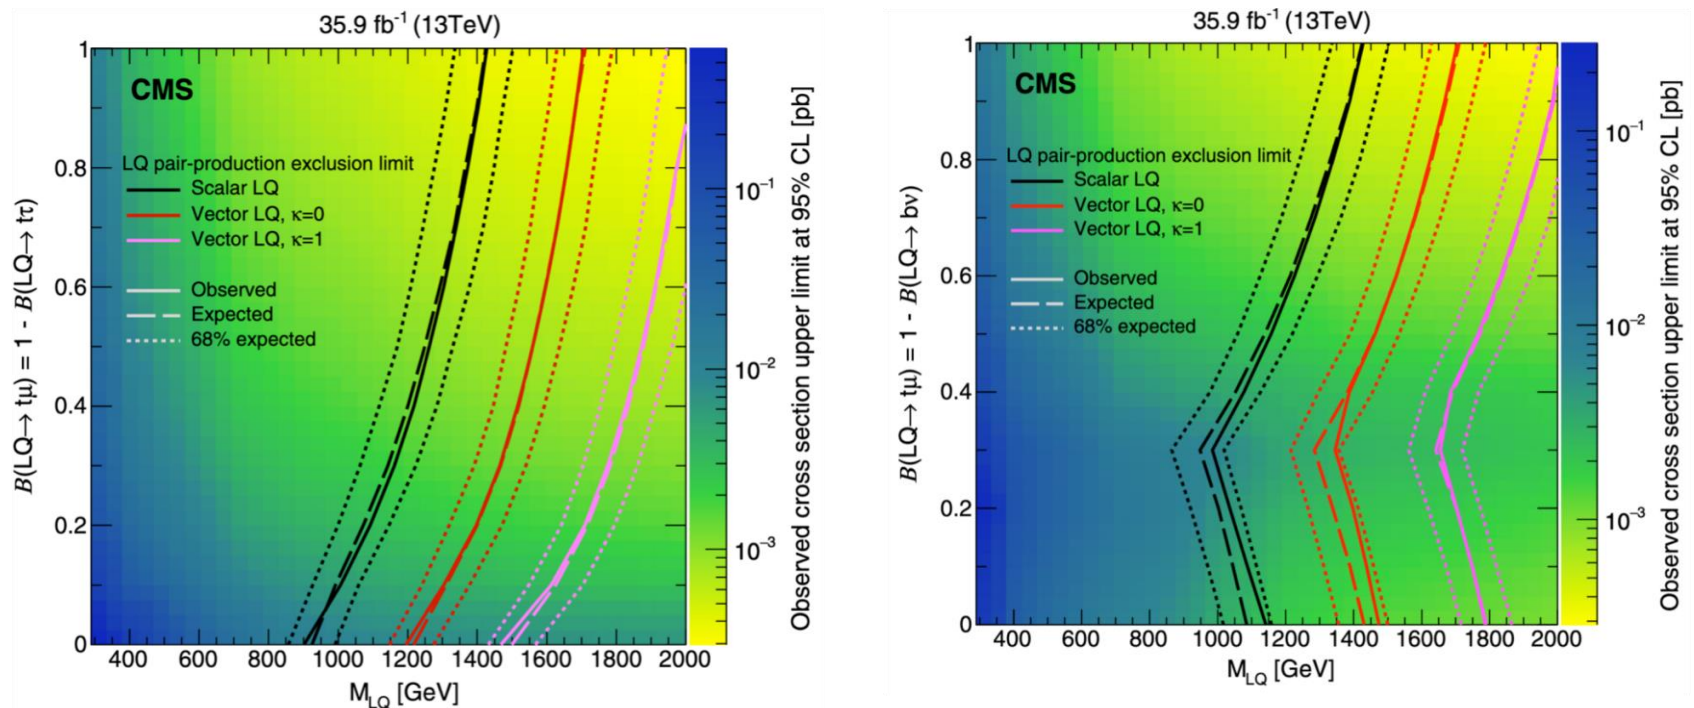 35.9 fb⁻¹ (13TeV)
CMS
LQ pair-production exclusion limit
Scalar LQ
Vector LQ, κ=0
Vector LQ, κ=1
Observed
Expected
68% expected
1
0.8
0.6
0.4
0.2
0
B(LQ→ tμ) = 1 - B(LQ→ tτ)
400 600 800 1000 1200 1400 1600 1800 2000
M_LQ [GeV]
10⁻¹
10⁻²
10⁻³
Observed cross section upper limit at 95% CL [pb]
35.9 fb⁻¹ (13TeV)
CMS
LQ pair-production exclusion limit
Scalar LQ
Vector LQ, κ=0
Vector LQ, κ=1
Observed
Expected
68% expected
1
0.8
0.6
0.4
0.2
0
B(LQ→ tμ) = 1 - B(LQ→ bν)
400 600 800 1000 1200 1400 1600 1800 2000
M_LQ [GeV]
10⁻¹
10⁻²
10⁻³
Observed cross section upper limit at 95% CL [pb]